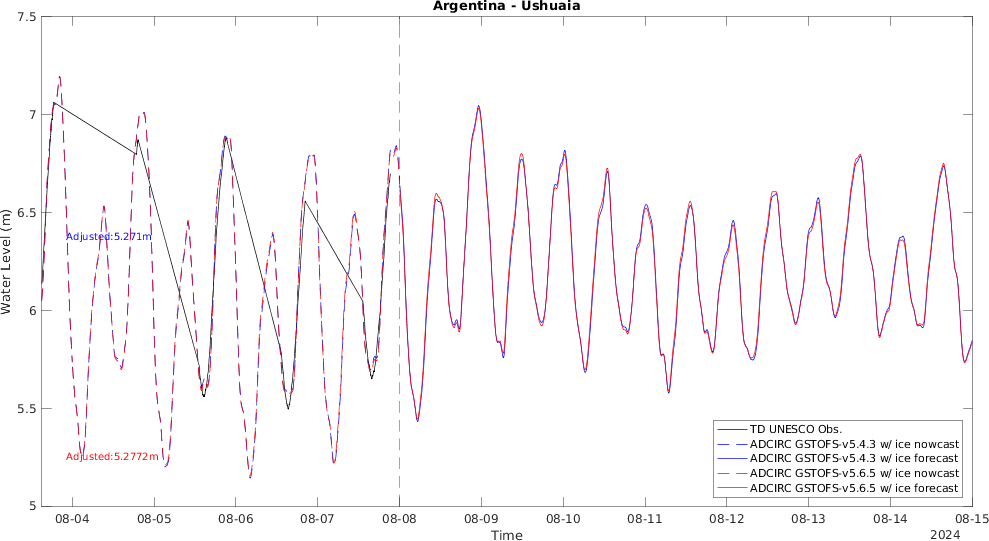 Argentina - Ushuaia
7.5
7
6.5
6
5.5
5
Water Level (m)
Adjusted:5.271m
Adjusted:5.2772m
TD UNESCO Obs.
ADCIRC GSTOFS-v5.4.3 w/ ice nowcast
ADCIRC GSTOFS-v5.4.3 w/ ice forecast
ADCIRC GSTOFS-v5.6.5 w/ ice nowcast
ADCIRC GSTOFS-v5.6.5 w/ ice forecast
08-04 08-05 08-06 08-07 08-08 08-09 08-10 08-11 08-12 08-13 08-14 08-15
Time
2024